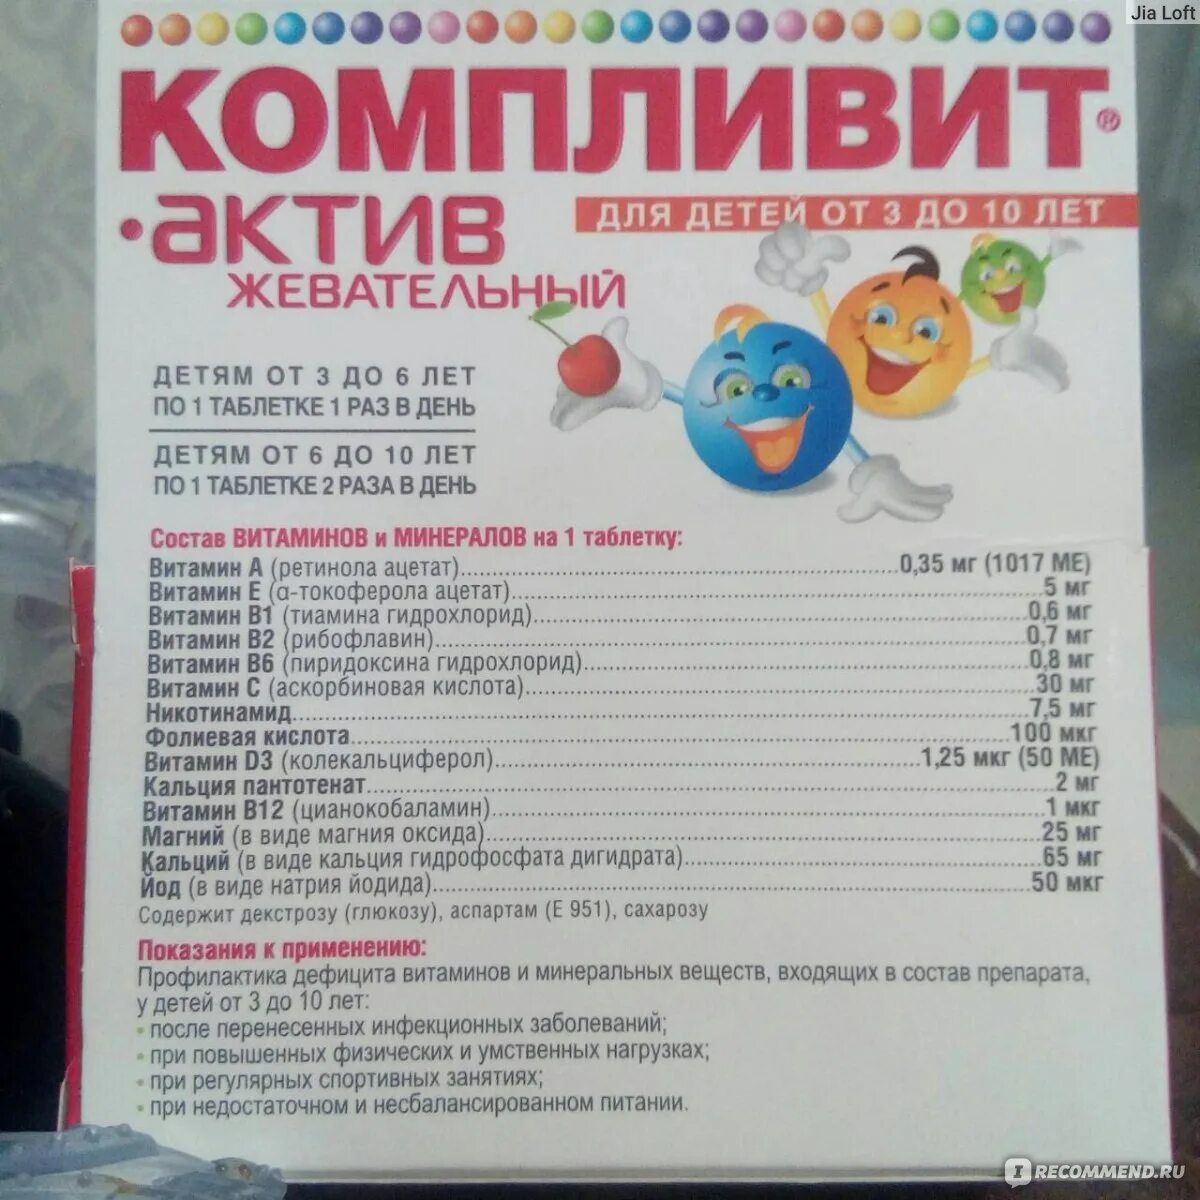 Jia Loft
КОМПЛИВИТ®
•АКТИВ
ЖЕВАТЕЛЬНЫЙ
ДЛЯ ДЕТЕЙ ОТ 3 ДО 10 ЛЕТ
ДЕТЯМ ОТ 3 ДО 6 ЛЕТ
ПО 1 ТАБЛЕТКЕ 1 РАЗ В ДЕНЬ
ДЕТЯМ ОТ 6 ДО 10 ЛЕТ
ПО 1 ТАБЛЕТКЕ 2 РАЗА В ДЕНЬ
Состав ВИТАМИНОВ и МИНЕРАЛОВ на 1 таблетку:
Витамин А (ретинола ацетат)...0,35 мг (1017 МЕ)
Витамин Е (α-токоферола ацетат)...5 мг
Витамин В1 (тиамина гидрохлорид)...0,6 мг
Витамин В2 (рибофлавин)...0,7 мг
Витамин В6 (пиридоксина гидрохлорид)...0,8 мг
Витамин С (аскорбиновая кислота)...30 мг
Никотинамид...7,5 мг
Фолиевая кислота...100 мкг
Витамин D3 (колекальциферол)...1,25 мкг (50 МЕ)
Кальция пантотенат...2 мг
Витамин В12 (цианокобаламин)...1 мкг
Магний (в виде магния оксида)...25 мг
Кальций (в виде кальция гидрофосфата дигидрата)...65 мг
Йод (в виде натрия йодида)...50 мкг
Содержит декстрозу (глюкозу), аспартам (Е 951), сахарозу
Показания к применению:
Профилактика дефицита витаминов и минеральных веществ, входящих в состав препарата,
у детей от 3 до 10 лет:
• после перенесенных инфекционных заболеваний;
• при повышенных физических и умственных нагрузках;
• при регулярных спортивных занятиях;
• при недостаточном и несбалансированном питании.
I RECOMMEND.RU